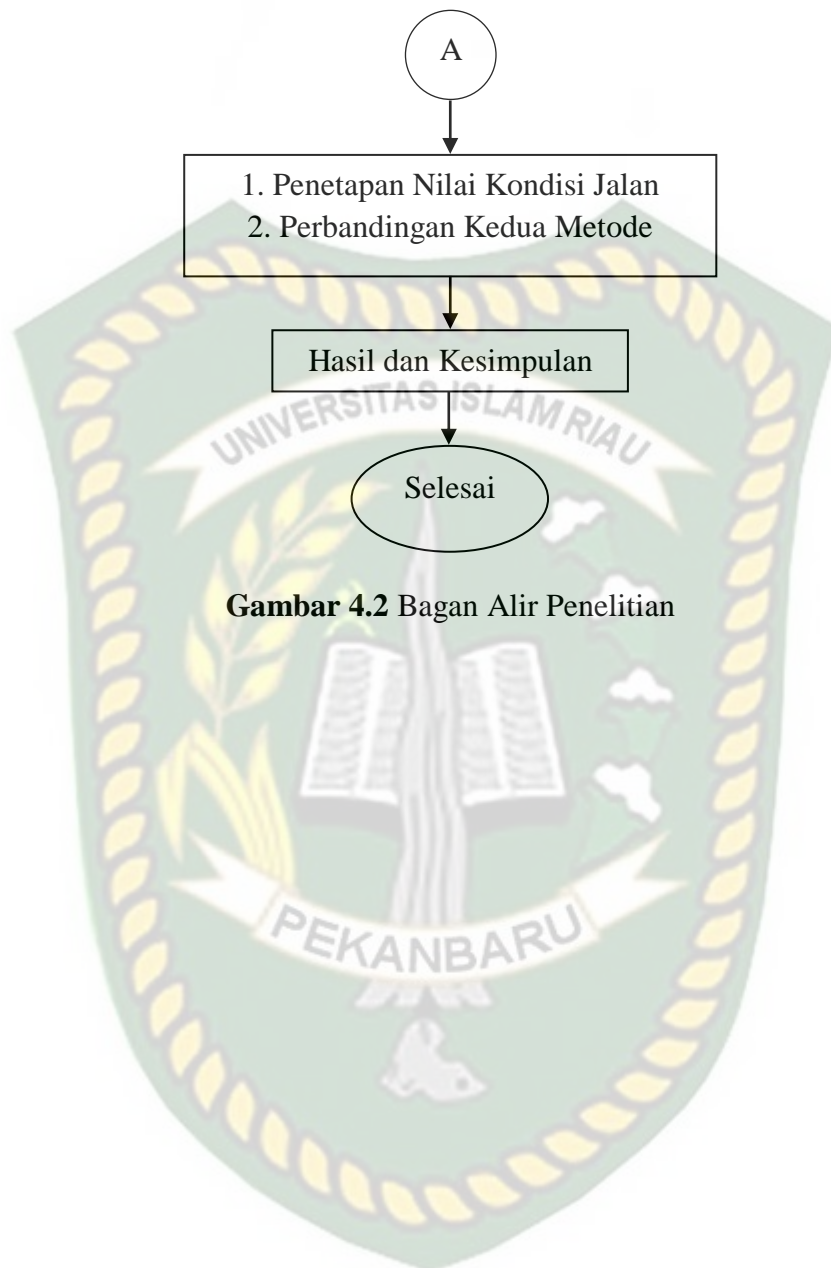 A
1. Penetapan Nilai Kondisi Jalan
2. Perbandingan Kedua Metode
Hasil dan Kesimpulan
UNIVERSITAS ISLAM RIAU
Selesai
Gambar 4.2 Bagan Alir Penelitian
PEKANBARU